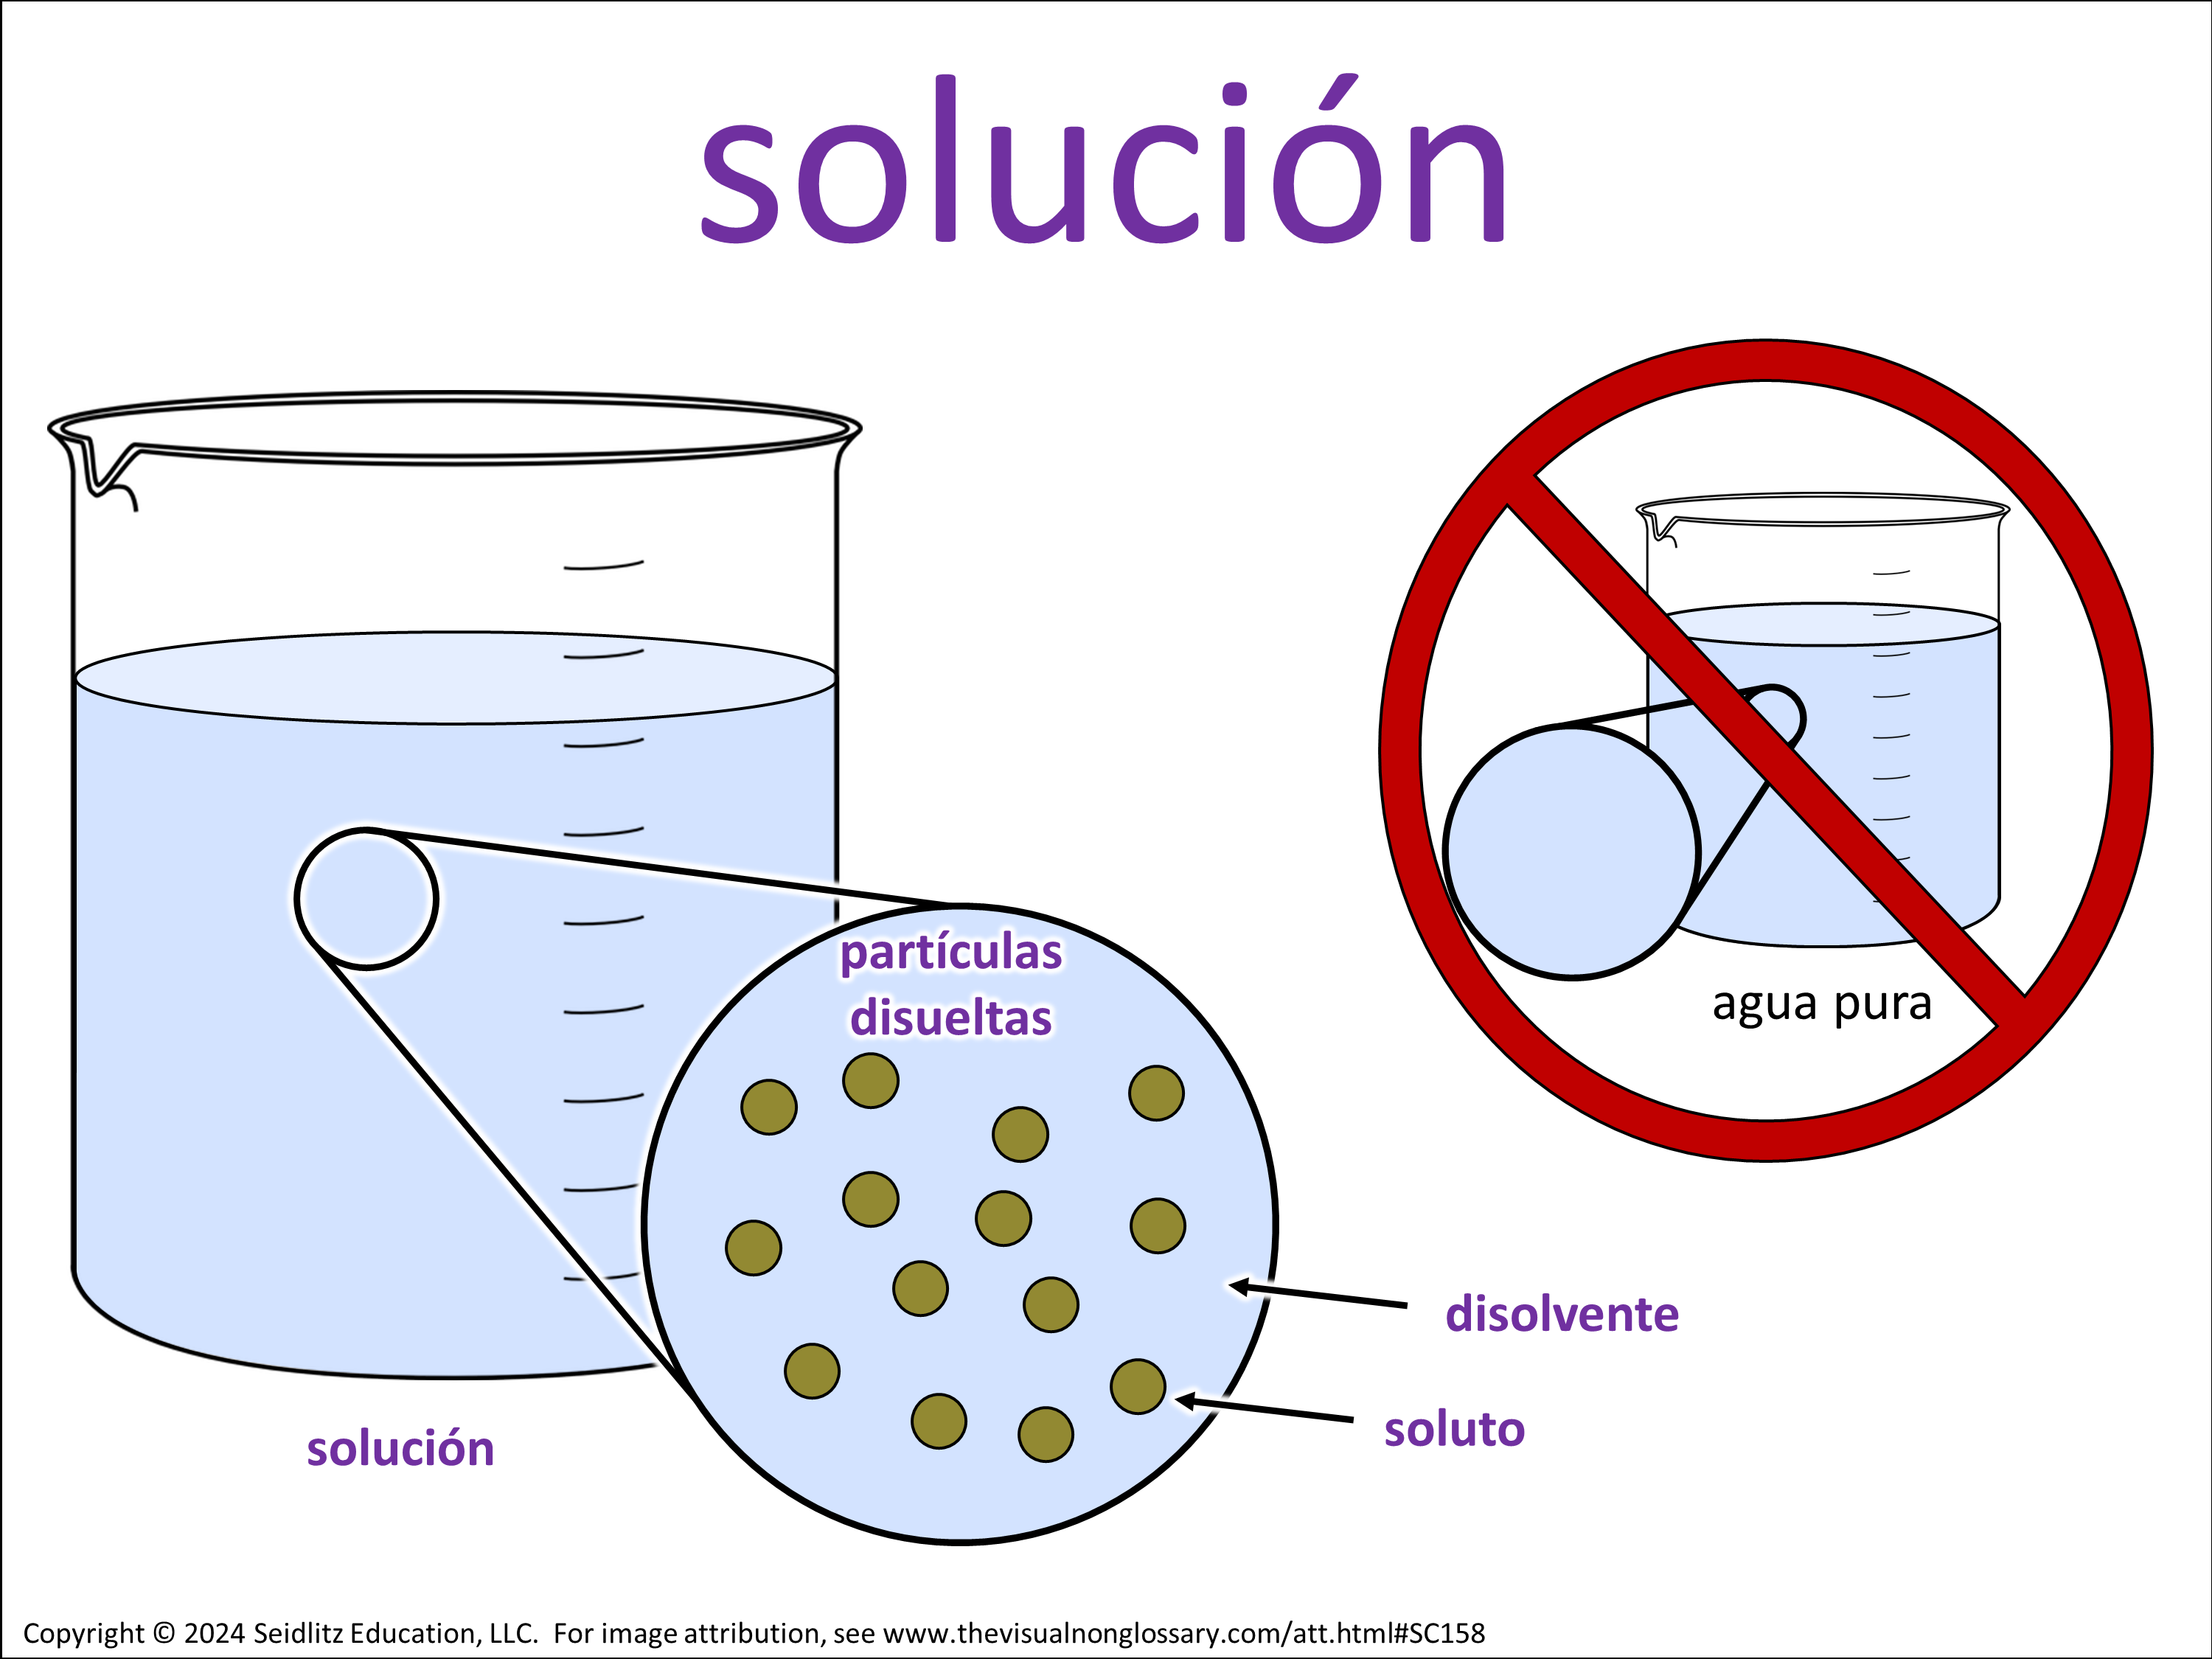 solución
partículas
disueltas
agua pura
disolvente
soluto
solución
Copyright © 2024 Seidlitz Education, LLC.  For image attribution, see www.thevisualnonglossary.com/att.html#SC158